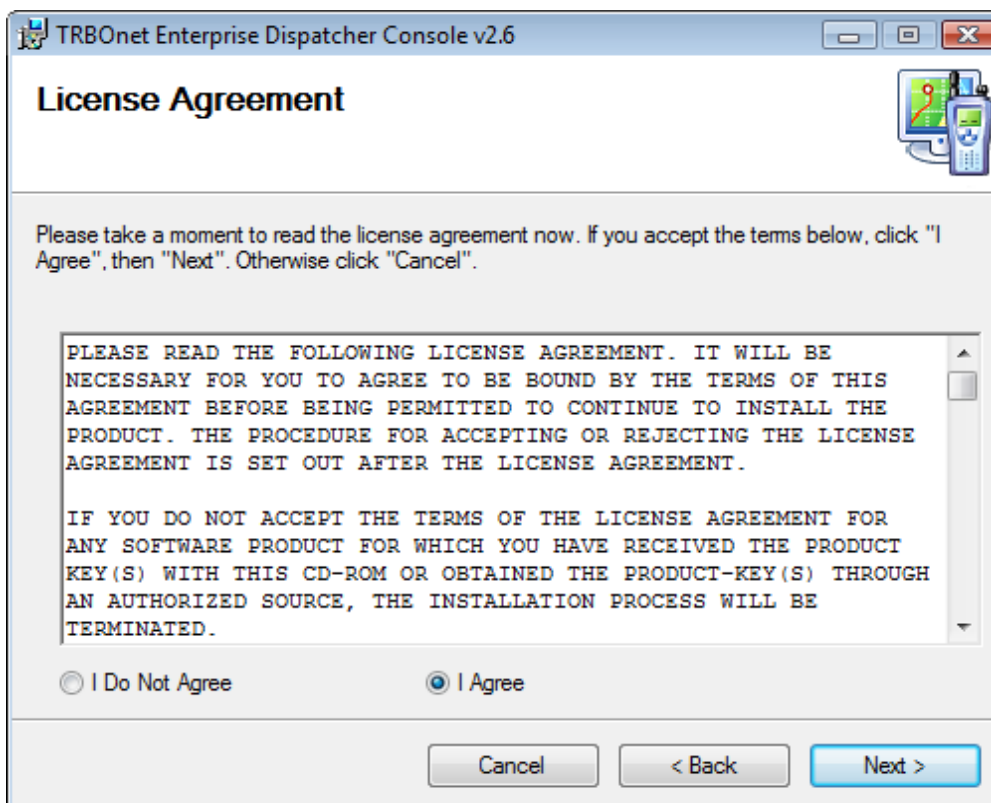 TRBOnet Enterprise Dispatcher Console v2.6
License Agreement
Please take a moment to read the license agreement now. If you accept the terms below, click "I
Agree", then "Next". Otherwise click "Cancel".
PLEASE READ THE FOLLOWING LICENSE AGREEMENT. IT WILL BE
NECESSARY FOR YOU TO AGREE TO BE BOUND BY THE TERMS OF THIS
AGREEMENT BEFORE BEING PERMITTED TO CONTINUE TO INSTALL THE
PRODUCT. THE PROCEDURE FOR ACCEPTING OR REJECTING THE LICENSE
AGREEMENT IS SET OUT AFTER THE LICENSE AGREEMENT.
IF YOU DO NOT ACCEPT THE TERMS OF THE LICENSE AGREEMENT FOR
ANY SOFTWARE PRODUCT FOR WHICH YOU HAVE RECEIVED THE PRODUCT
KEY(S) WITH THIS CD-ROM OR OBTAINED THE PRODUCT-KEY(S) THROUGH
AN AUTHORIZED SOURCE, THE INSTALLATION PROCESS WILL BE
TERMINATED.
I Do Not Agree I Agree
Cancel < Back Next >